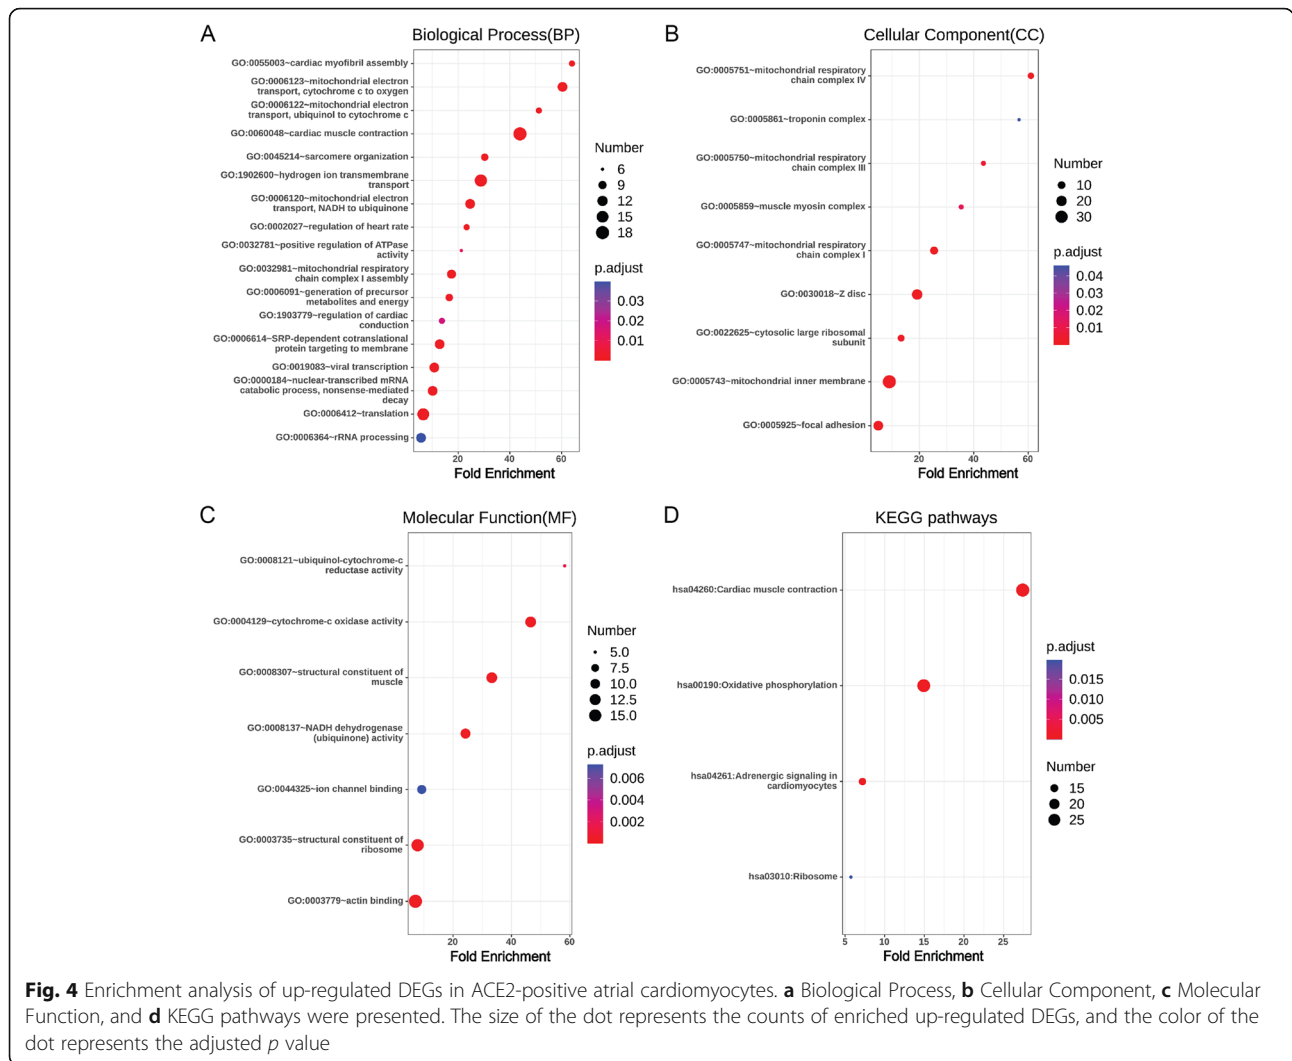 A
Biological Process(BP)
GO:0055003~cardiac myofibril assembly
GO:0006123~mitochondrial electron
transport, cytochrome c to oxygen
GO:0006122~mitochondrial electron
transport, ubiquinol to cytochrome c
GO:0060048~cardiac muscle contraction
GO:0045214~sarcomere organization
GO:1902600~hydrogen ion transmembrane
transport
GO:0006120~mitochondrial electron
transport, NADH to ubiquinone
GO:0002027~regulation of heart rate
GO:0032781~positive regulation of ATPase
activity
GO:0032981~mitochondrial respiratory
chain complex I assembly
GO:0006091~generation of precursor
metabolites and energy
GO:1903779~regulation of cardiac
conduction
GO:0006614~SRP-dependent cotranslational
protein targeting to membrane
GO:0019083~viral transcription
GO:0000184~nuclear-transcribed mRNA
catabolic process, nonsense-mediated
decay
GO:0006412~translation
GO:0006364~rRNA processing
20 40 60
Fold Enrichment
Number
6
9
12
15
18
p.adjust
0.03
0.02
0.01
B
Cellular Component(CC)
GO:0005751~mitochondrial respiratory
chain complex IV
GO:0005861~troponin complex
GO:0005750~mitochondrial respiratory
chain complex III
GO:0005859~muscle myosin complex
GO:0005747~mitochondrial respiratory
chain complex I
GO:0030018~Z disc
GO:0022625~cytosolic large ribosomal
subunit
GO:0005743~mitochondrial inner membrane
GO:0005925~focal adhesion
20 40 60
Fold Enrichment
Number
10
20
30
p.adjust
0.04
0.03
0.02
0.01
C
Molecular Function(MF)
GO:0008121~ubiquinol-cytochrome-c
reductase activity
GO:0004129~cytochrome-c oxidase activity
GO:0008307~structural constituent of
muscle
GO:0008137~NADH dehydrogenase
(ubiquinone) activity
GO:0044325~ion channel binding
GO:0003735~structural constituent of
ribosome
GO:0003779~actin binding
20 40 60
Fold Enrichment
Number
5.0
7.5
10.0
12.5
15.0
p.adjust
0.006
0.004
0.002
D
KEGG pathways
hsa04260:Cardiac muscle contraction
hsa00190:Oxidative phosphorylation
hsa04261:Adrenergic signaling in
cardiomyocytes
hsa03010:Ribosome
5 10 15 20 25
Fold Enrichment
p.adjust
0.015
0.010
0.005
Number
15
20
25
Fig. 4 Enrichment analysis of up-regulated DEGs in ACE2-positive atrial cardiomyocytes. a Biological Process, b Cellular Component, c Molecular
Function, and d KEGG pathways were presented. The size of the dot represents the counts of enriched up-regulated DEGs, and the color of the
dot represents the adjusted p value